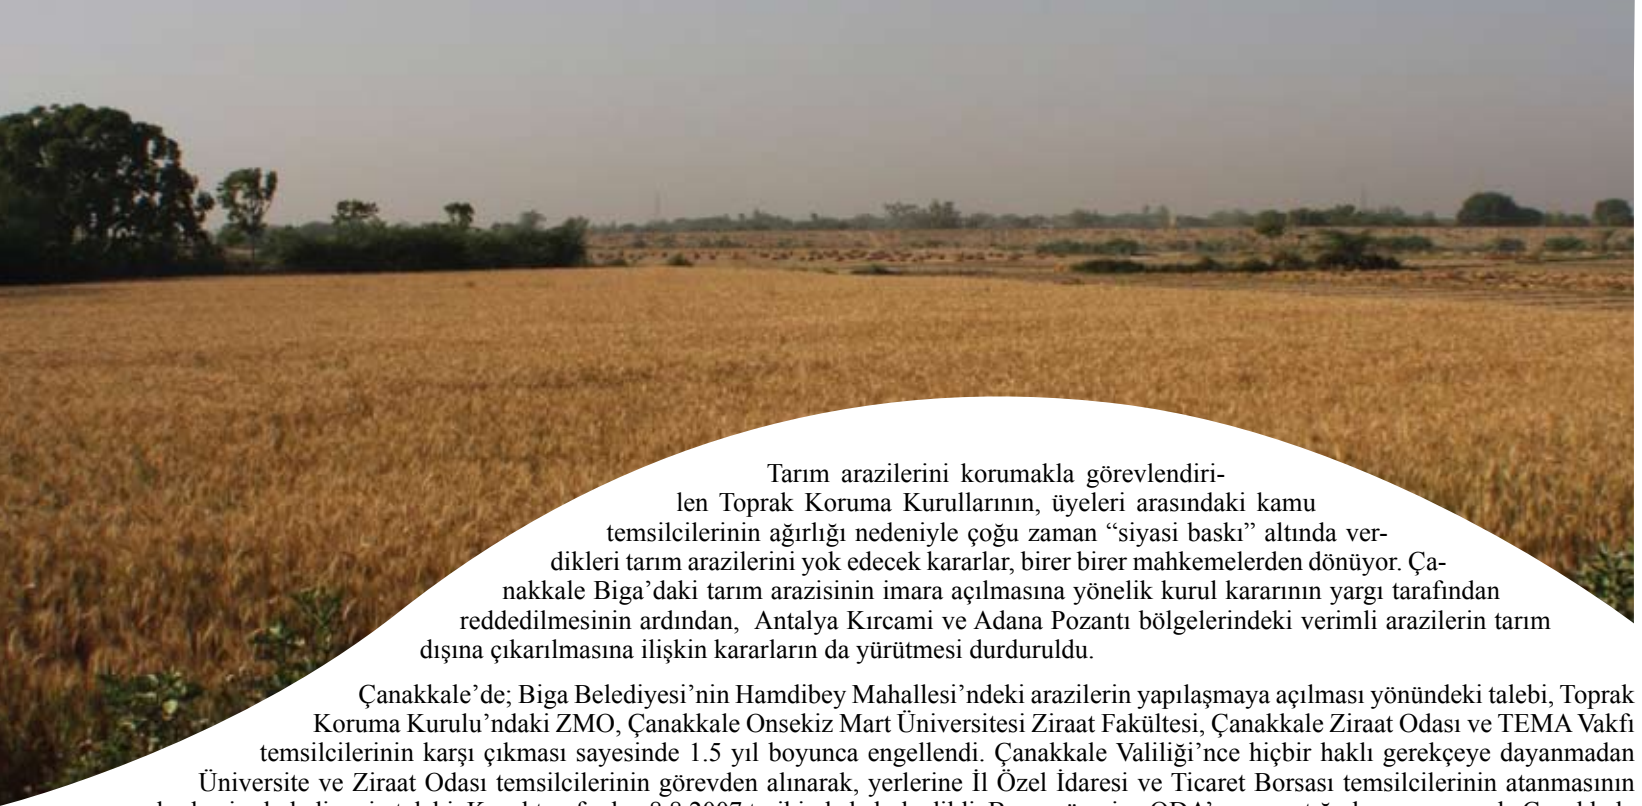 Tarım arazilerini korumakla görevlendiri-
len Toprak Koruma Kurullarının, üyeleri arasındaki kamu
temsilcilerinin ağırlığı nedeniyle çoğu zaman “siyasi baskı” altında ver-
dikleri tarım arazilerini yok edecek kararlar, birer birer mahkemelerden dönüyor. Ça-
nakkale Biga’daki tarım arazisinin imara açılmasına yönelik kurul kararının yargı tarafından
reddedilmesinin ardından, Antalya Kırcami ve Adana Pozantı bölgelerindeki verimli arazilerin tarım
dışına çıkarılmasına ilişkin kararların da yürütmesi durduruldu.
Çanakkale’de; Biga Belediyesi’nin Hamdibey Mahallesi’ndeki arazilerin yapılaşmaya açılması yönündeki talebi, Toprak
Koruma Kurulu’ndaki ZMO, Çanakkale Onsekiz Mart Üniversitesi Ziraat Fakültesi, Çanakkale Ziraat Odası ve TEMA Vakfı
temsilcilerinin karşı çıkması sayesinde 1.5 yıl boyunca engellendi. Çanakkale Valiliği’nce hiçbir haklı gerekçeye dayanmadan
Üniversite ve Ziraat Odası temsilcilerinin görevden alınarak, yerlerine İl Özel İdaresi ve Ticaret Borsası temsilcilerinin atanmasının